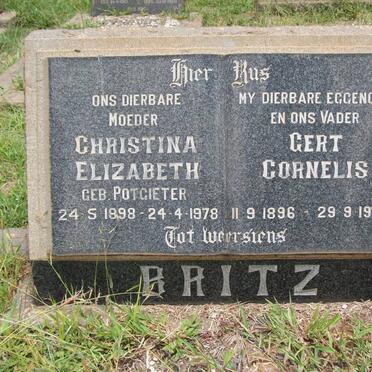 Hier Rus
ONS DIERBARE
MOEDER
CHRISTINA
ELIZABETH
GEB. POTGIETER
24·5·1898 - 24·4·1978
MY DIERBARE EGGENO
EN ONS VADER
GERT
CORNELIS
11·9·1896 - 29·9·19
Tot weersiens
BRITZ